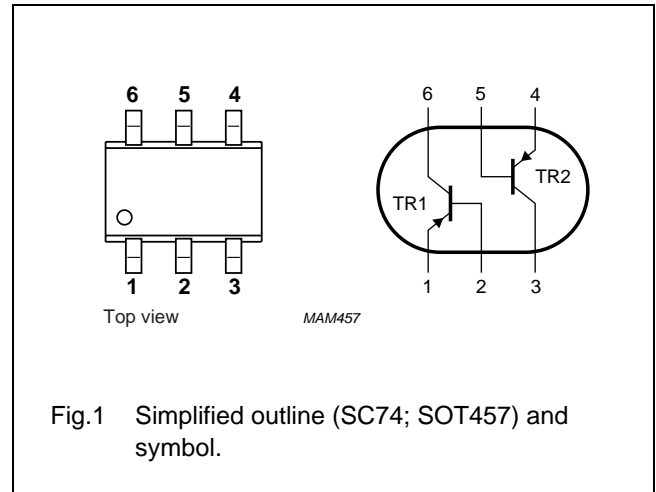 6 5 4
1 2 3
Top view
6 5 4
TR1
TR2
1 2 3
MAM457
Fig.1 Simplified outline (SC74; SOT457) and
symbol.